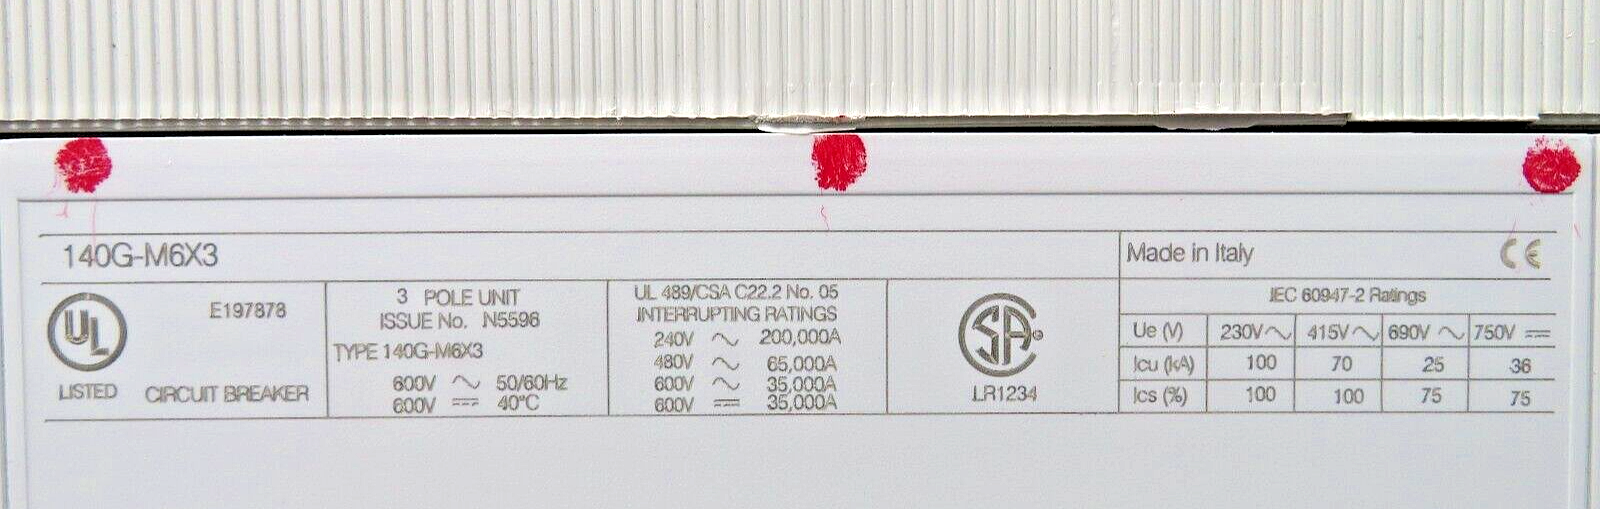 140G-M6X3
Made in Italy
CE
UL
E197878
LISTED
CIRCUIT BREAKER
3 POLE UNIT
ISSUE No. N5596
TYPE 140G-M6X3
600V ~ 50/60Hz
600V ⎓ 40°C
UL 489/CSA C22.2 No. 05
INTERRUPTING RATINGS
240V ~ 200,000A
480V ~ 65,000A
600V ~ 35,000A
600V ⎓ 35,000A
SA®
LR1234
IEC 60947-2 Ratings
Ue (V) 230V~ 415V~ 690V~ 750V ⎓
Icu (kA) 100 70 25 36
Ics (%) 100 100 75 75